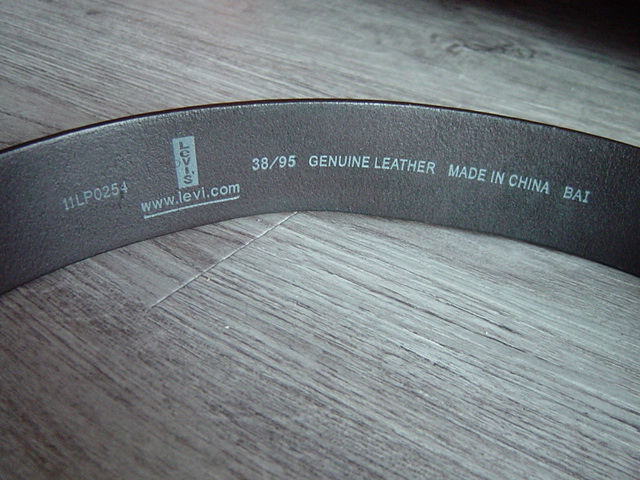 11LP0254
LEVI'S
www.levi.com
38/95 GENUINE LEATHER MADE IN CHINA BAI